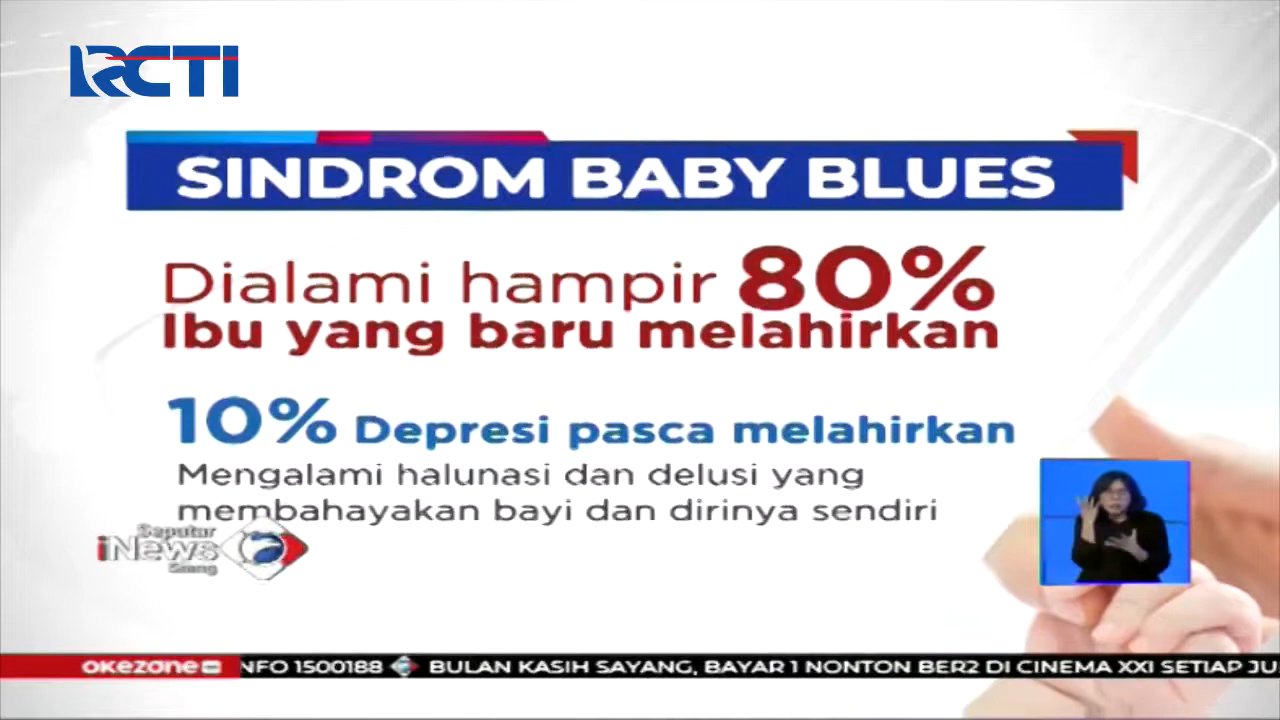 RCTI
SINDROM BABY BLUES
Dialami hampir 80%
Ibu yang baru melahirkan
10% Depresi pasca melahirkan
Mengalami halunasi dan delusi yang
membahayakan bayi dan dirinya sendiri
Seputar
iNews
Siang
okezone
NFO 1500188 BULAN KASIH SAYANG, BAYAR 1 NONTON BER2 DI CINEMA XXI SETIAP JU